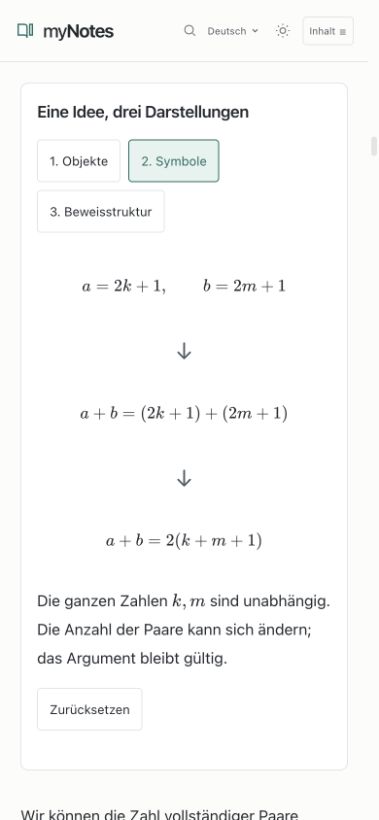 myNotes
Deutsch
Inhalt
Eine Idee, drei Darstellungen
1. Objekte
2. Symbole
3. Beweisstruktur
a = 2k + 1, b = 2m + 1
↓
a + b = (2k + 1) + (2m + 1)
↓
a + b = 2(k + m + 1)
Die ganzen Zahlen k, m sind unabhängig.
Die Anzahl der Paare kann sich ändern;
das Argument bleibt gültig.
Zurücksetzen
Wir können die Zahl vollständiger Paare